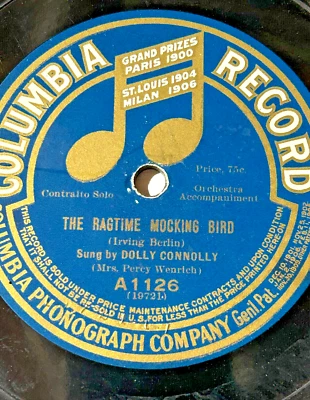 COLUMBIA RECORD
GRAND PRIZES
PARIS 1900
ST. LOUIS 1904
MILAN 1906
Price, 75c.
Contralto Solo
Orchestra
Accompaniment
THE RAGTIME MOCKING BIRD
(Irving Berlin)
Sung by DOLLY CONNOLLY
(Mrs. Percy Wenrich)
A1126
(19721)
THIS RECORD IS SOLD UNDER PRICE MAINTENANCE CONTRACTS AND UPON CONDITION
THAT IT SHALL NOT BE RE-SOLD IN U.S. FOR LESS THAN THE PRICE PRINTED HEREON
COLUMBIA PHONOGRAPH COMPANY Gen'l, Pat.